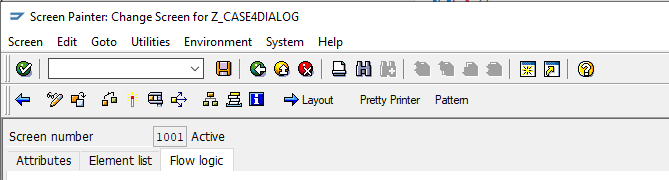 Screen Painter: Change Screen for Z_CASE4DIALOG
Screen Edit Goto Utilities Environment System Help
Layout Pretty Printer Pattern
Screen number 1001 Active
Attributes Element list Flow logic